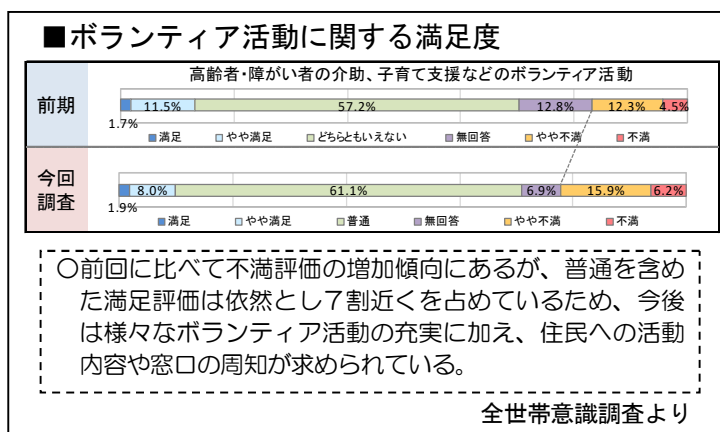 ■ボランティア活動に関する満足度
高齢者・障がい者の介助、子育て支援などのボランティア活動
前期
11.5% 57.2% 12.8% 12.3% 4.5%
1.7%
■満足 □やや満足 □どちらともいえない ■無回答 ■やや不満 ■不満
今回
調査
8.0% 61.1% 6.9% 15.9% 6.2%
1.9%
■満足 □やや満足 □普通 ■無回答 ■やや不満 ■不満
〇前回に比べて不満評価の増加傾向にあるが、普通を含め
た満足評価は依然とし7割近くを占めているため、今後
は様々なボランティア活動の充実に加え、住民への活動
内容や窓口の周知が求められている。
全世帯意識調査より